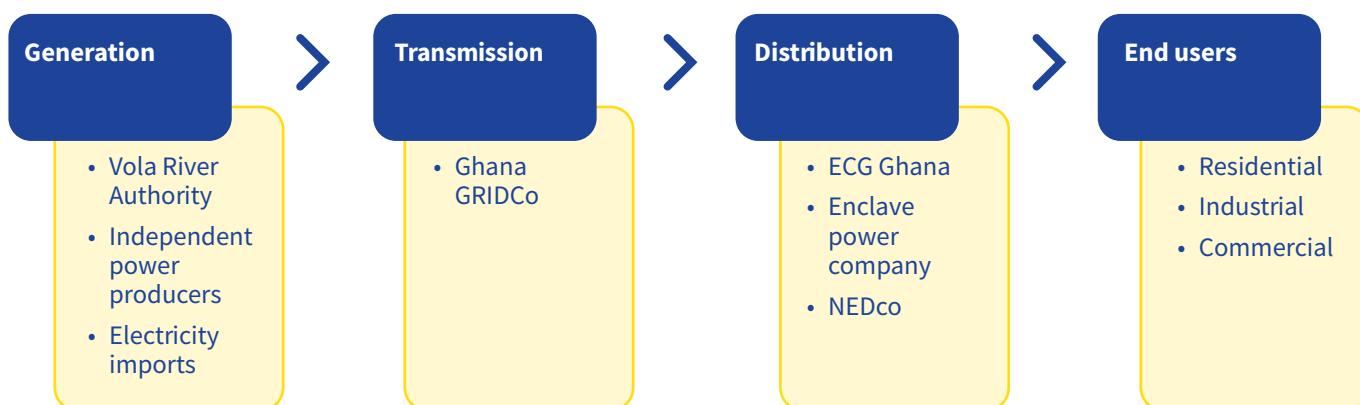 Generation
• Vola River
Authority
• Independent
power
producers
• Electricity
imports
Transmission
• Ghana
GRIDCo
Distribution
• ECG Ghana
• Enclave
power
company
• NEDco
End users
• Residential
• Industrial
• Commercial